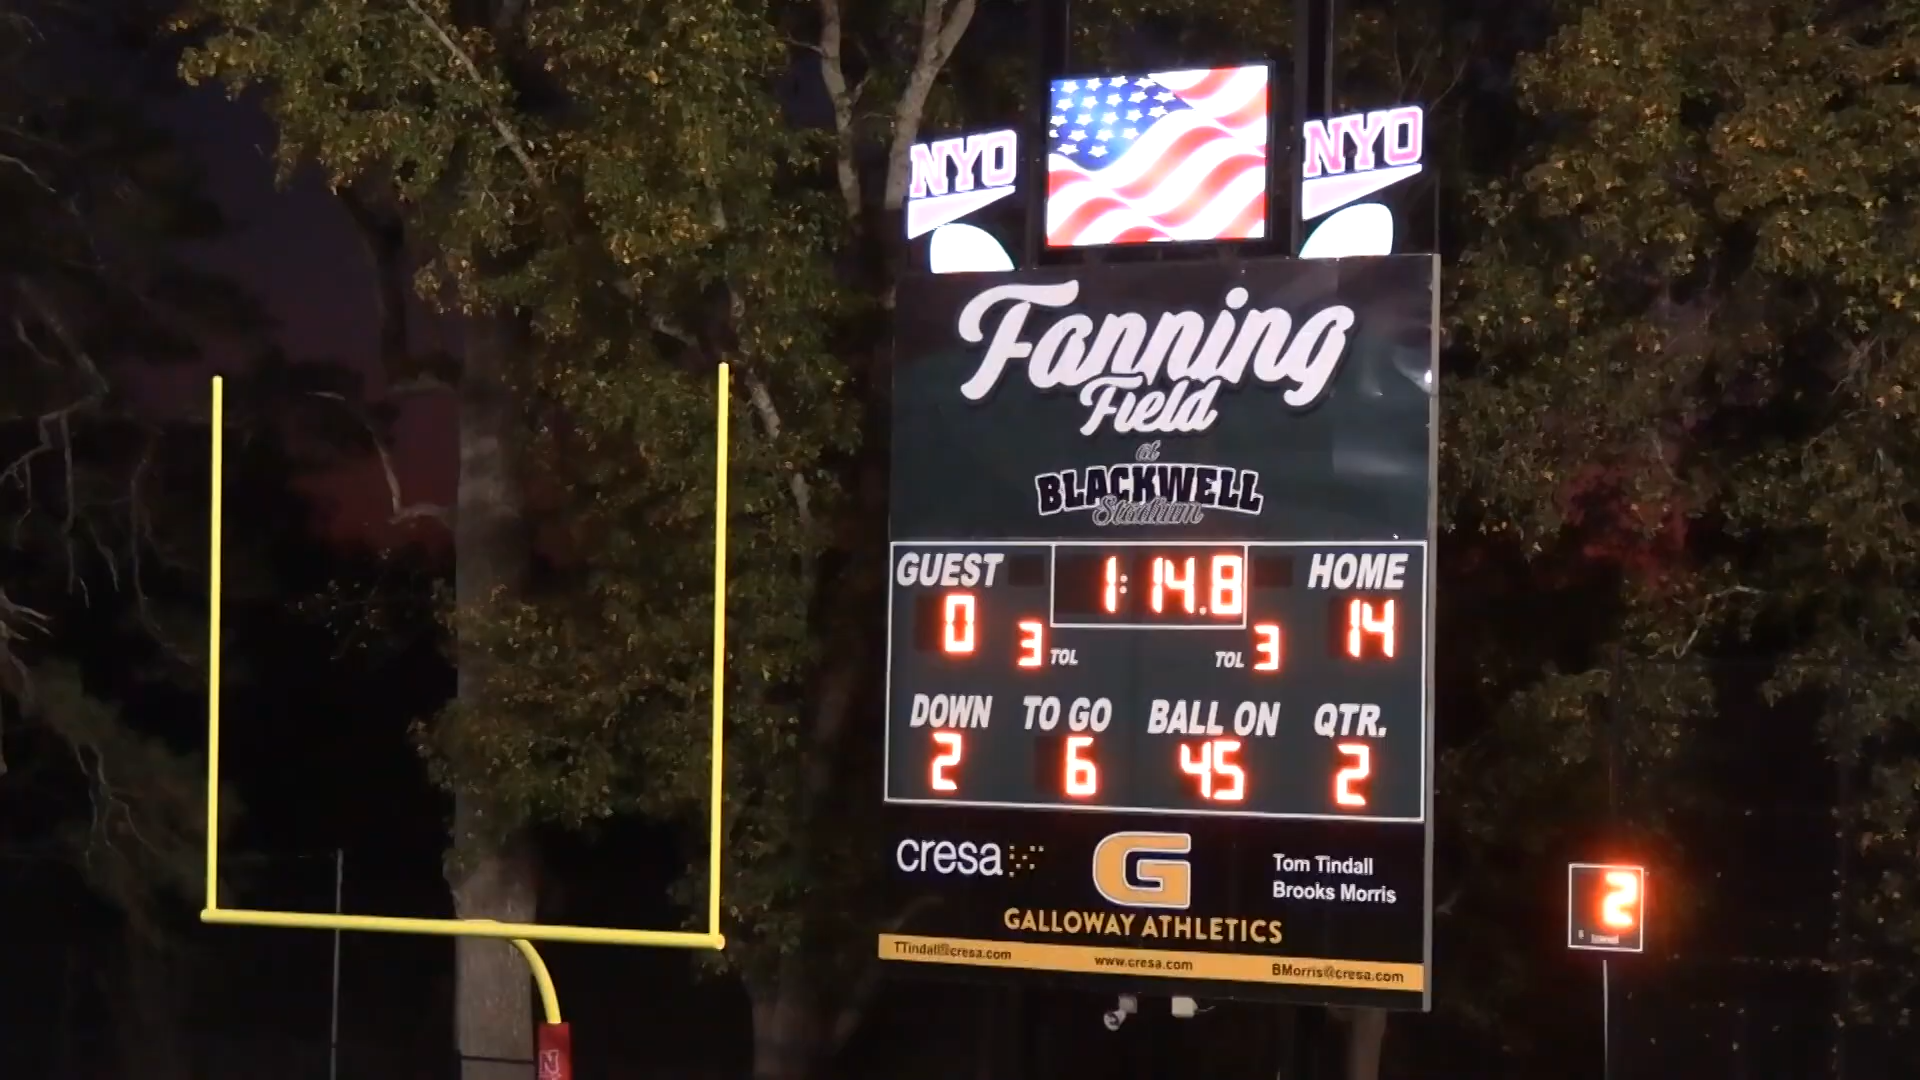 NYO
NYO
Fanning
Field
at
BLACKWELL
Stadium
GUEST
1:14.8
HOME
0
3 TOL
TOL 3
14
DOWN TO GO BALL ON QTR.
2 6 45 2
cresa
G
Tom Tindall
Brooks Morris
GALLOWAY ATHLETICS
TTindall@cresa.com www.cresa.com BMorris@cresa.com
2
N